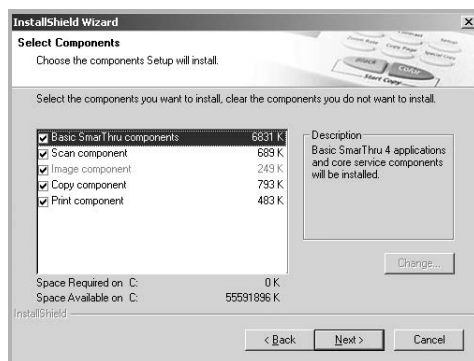 InstallShield Wizard
Select Components
Choose the components Setup will install.
Black
Color
Start Copy
Select the components you want to install, clear the components you do not want to install.
Basic SmarThru components 6831 K
Scan component 689 K
Image component 249 K
Copy component 793 K
Print component 483 K
Description
Basic SmarThru 4 applications
and core service components
will be installed.
Change...
Space Required on C: 0 K
Space Available on C: 55591896 K
InstallShield
< Back
Next >
Cancel